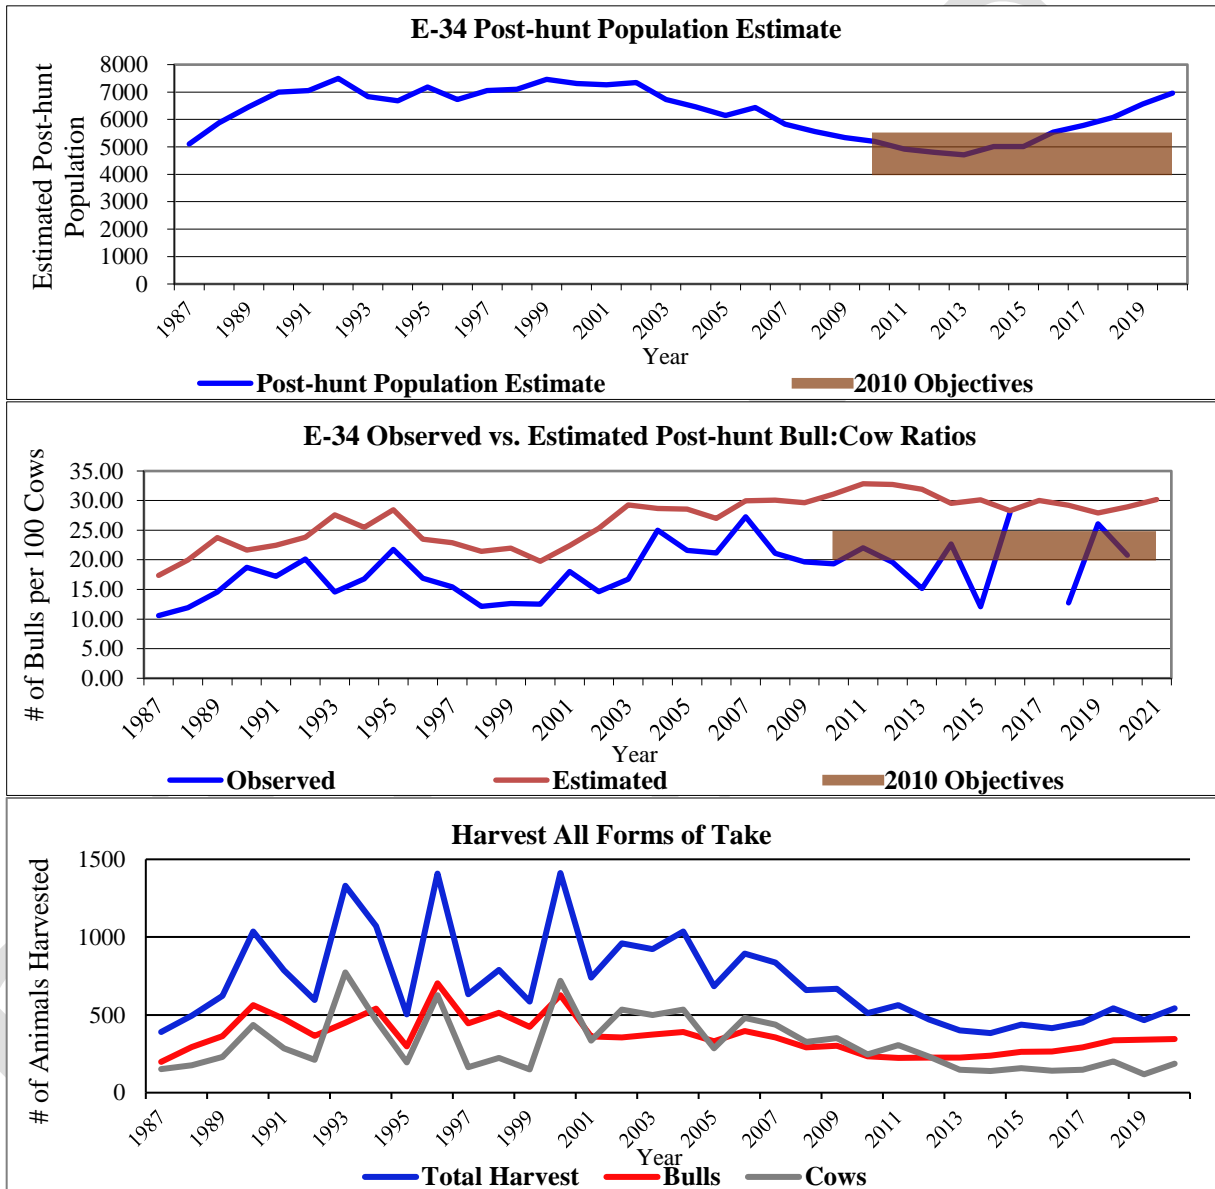 E-34 Post-hunt Population Estimate
Estimated Post-hunt
Population
8000
7000
6000
5000
4000
3000
2000
1000
0
1987 1989 1991 1993 1995 1997 1999 2001 2003 2005 2007 2009 2011 2013 2015 2017 2019
Year
Post-hunt Population Estimate 2010 Objectives
E-34 Observed vs. Estimated Post-hunt Bull:Cow Ratios
# of Bulls per 100 Cows
35.00
30.00
25.00
20.00
15.00
10.00
5.00
0.00
1987 1989 1991 1993 1995 1997 1999 2001 2003 2005 2007 2009 2011 2013 2015 2017 2019 2021
Year
Observed Estimated 2010 Objectives
Harvest All Forms of Take
# of Animals Harvested
1500
1000
500
0
1987 1989 1991 1993 1995 1997 1999 2001 2003 2005 2007 2009 2011 2013 2015 2017 2019
Year
Total Harvest Bulls Cows